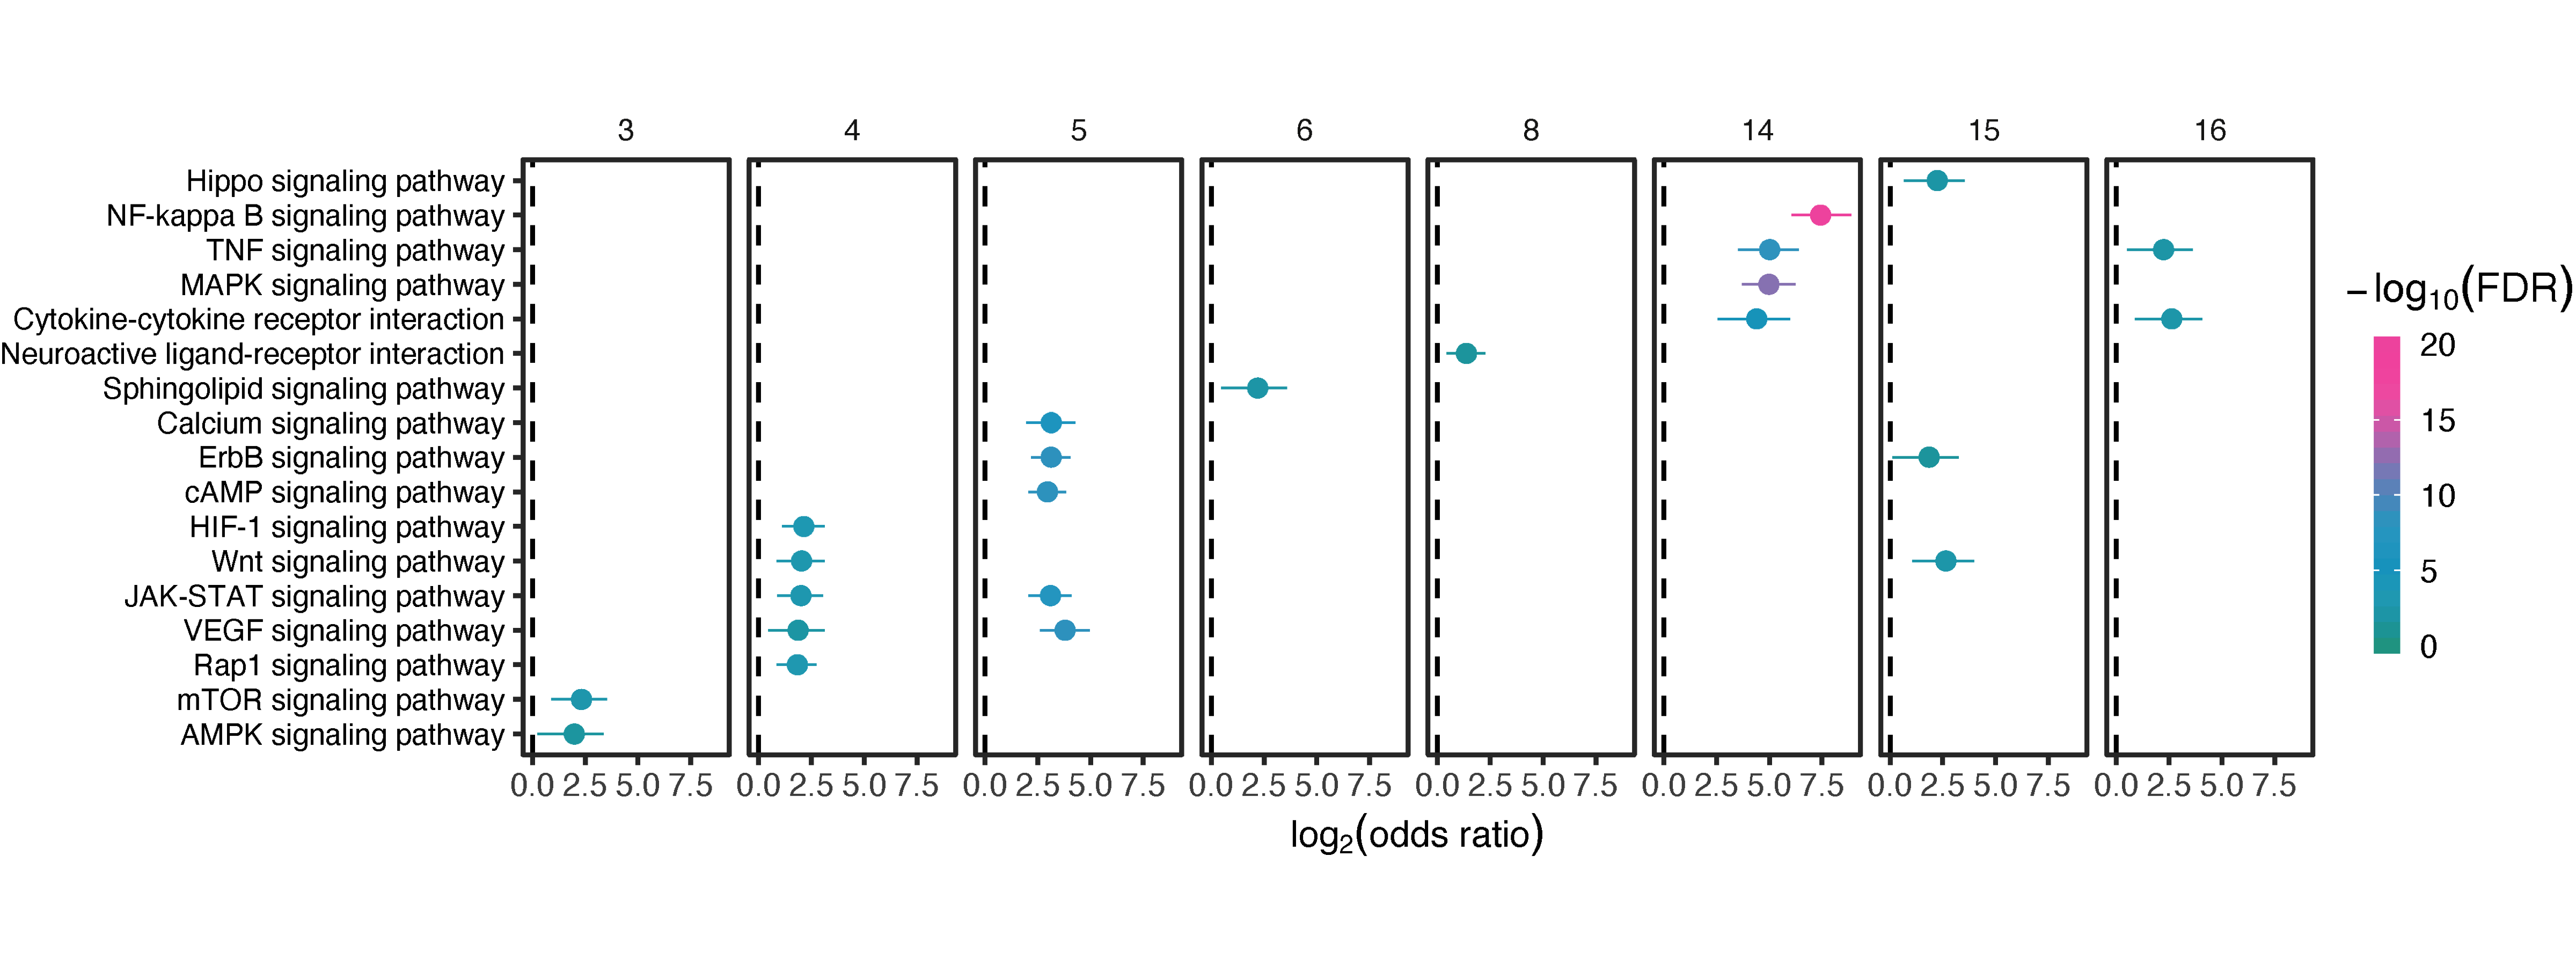 3 4 5 6 8 14 15 16
Hippo signaling pathway
NF-kappa B signaling pathway
TNF signaling pathway
MAPK signaling pathway
Cytokine-cytokine receptor interaction
Neuroactive ligand-receptor interaction
Sphingolipid signaling pathway
Calcium signaling pathway
ErbB signaling pathway
cAMP signaling pathway
HIF-1 signaling pathway
Wnt signaling pathway
JAK-STAT signaling pathway
VEGF signaling pathway
Rap1 signaling pathway
mTOR signaling pathway
AMPK signaling pathway
0.0 2.5 5.0 7.5 0.0 2.5 5.0 7.5 0.0 2.5 5.0 7.5 0.0 2.5 5.0 7.5 0.0 2.5 5.0 7.5 0.0 2.5 5.0 7.5 0.0 2.5 5.0 7.5 0.0 2.5 5.0 7.5
log₂(odds ratio)
−log₁₀(FDR)
20
15
10
5
0